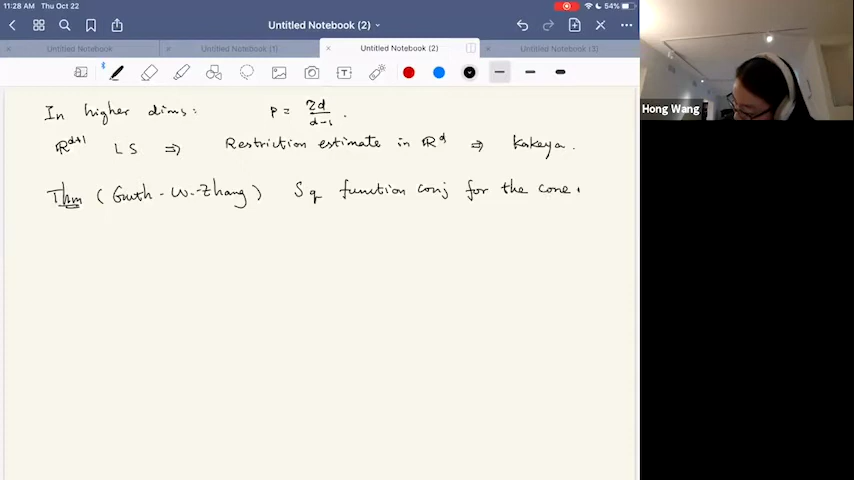 11:28 AM Thu Oct 22
54%
Untitled Notebook (2)
Untitled Notebook
Untitled Notebook (1)
Untitled Notebook (2)
Untitled Notebook (3)
In higher dims: p = 2d/(d-1).
ℝ^{d+1} LS ⇒ Restriction estimate in ℝ^d ⇒ Kakeya.
Thm (Guth-W.-Zhang) Sq function conj for the cone.
Hong Wang